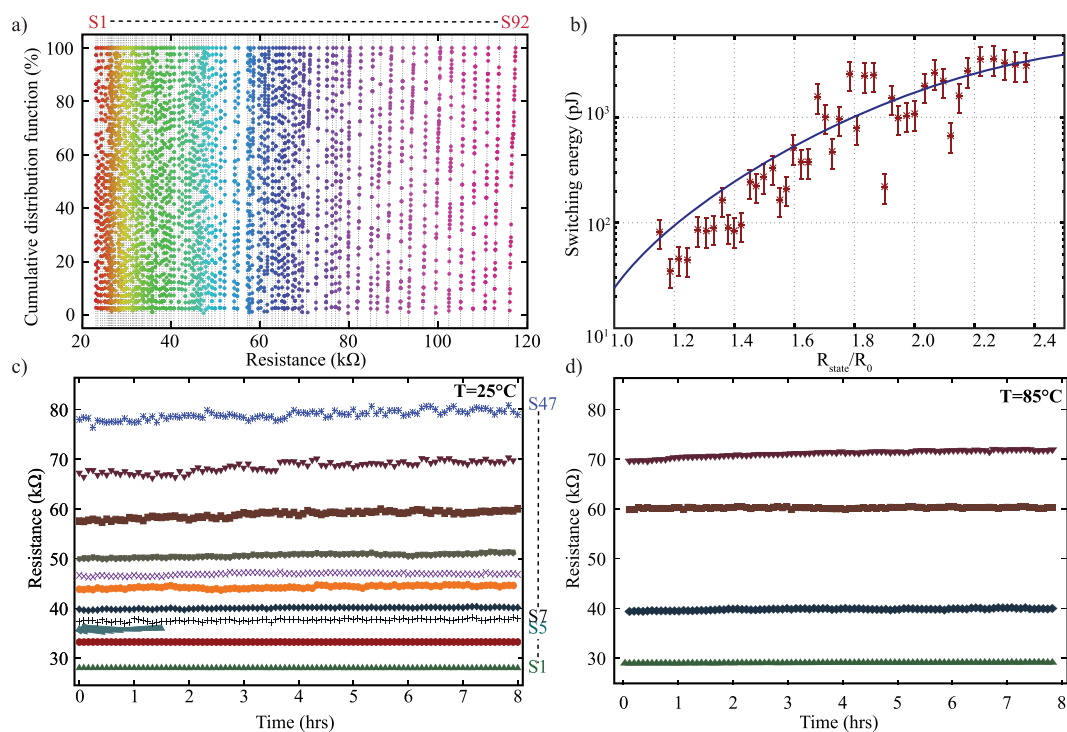 a)
S1
S92
100
80
60
40
20
0
Cumulative distribution function (%)
20
40
60
80
100
120
Resistance (kΩ)
b)
10³
10²
10¹
Switching energy (pJ)
1.0
1.2
1.4
1.6
1.8
2.0
2.2
2.4
R_state/R_0
c)
T=25°C
S47
S7
S5
S1
80
70
60
50
40
30
Resistance (kΩ)
0
1
2
3
4
5
6
7
8
Time (hrs)
d)
T=85°C
80
70
60
50
40
30
Resistance (kΩ)
0
1
2
3
4
5
6
7
8
Time (hrs)